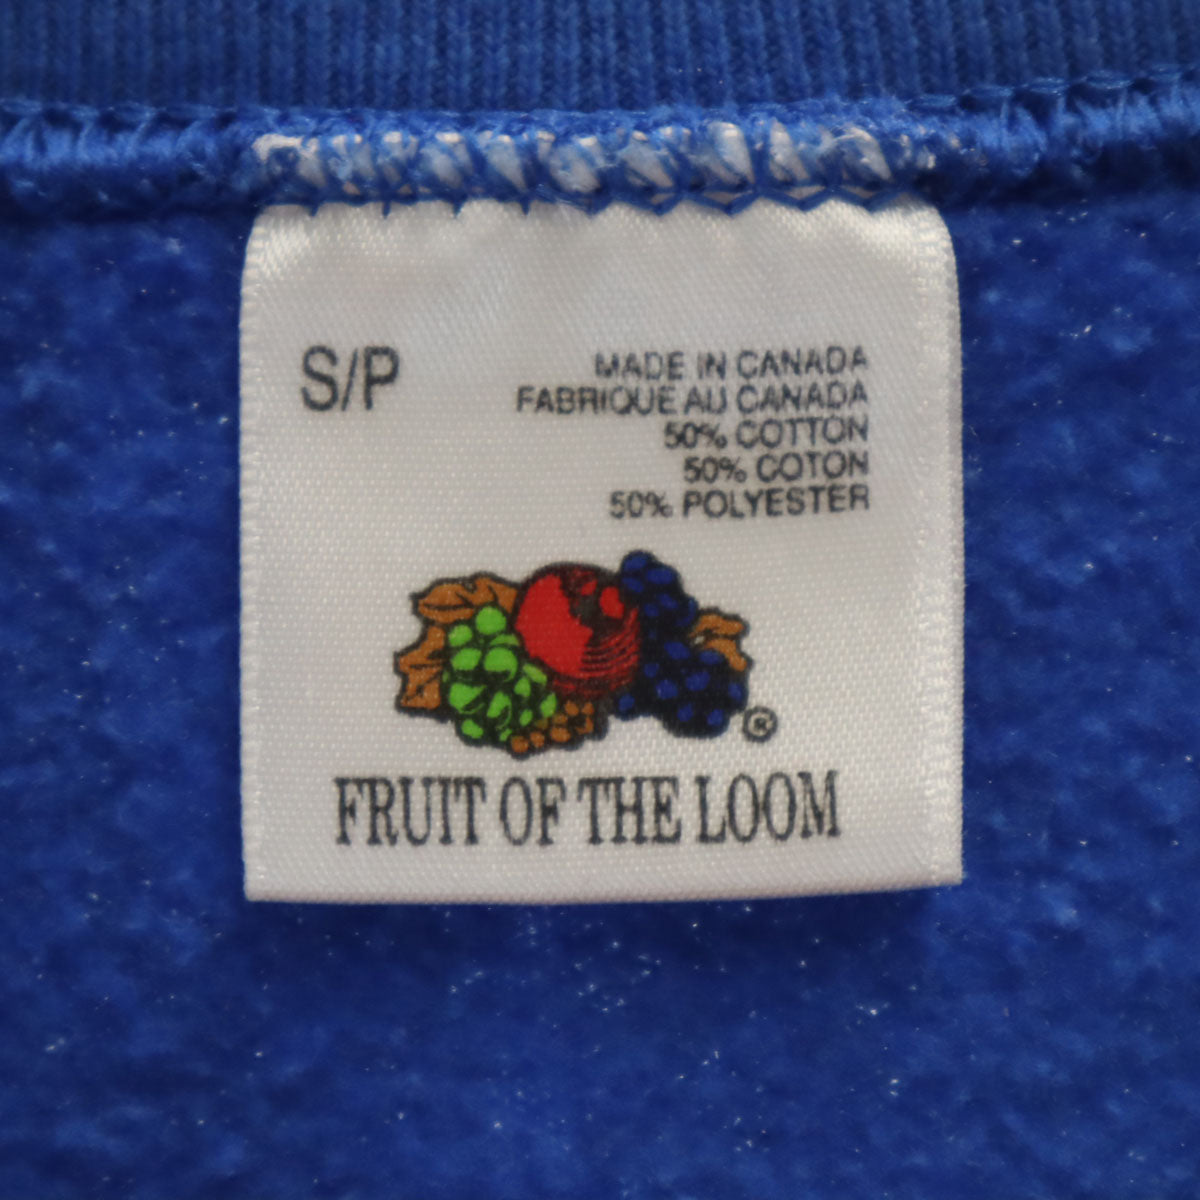 S/P
MADE IN CANADA
FABRIQUE AU CANADA
50% COTTON
50% COTON
50% POLYESTER
®
FRUIT OF THE LOOM